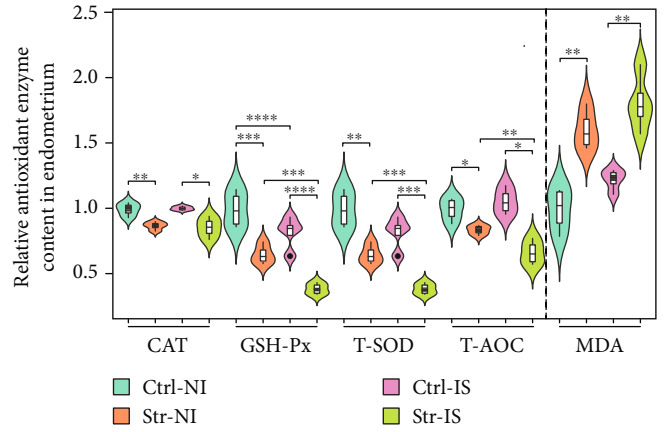 Relative antioxidant enzyme
content in endometrium
2.5
2.0
1.5
1.0
0.5
** *
**** *** *** ****
** *** ***
* ** *
** **
CAT GSH-Px T-SOD T-AOC MDA
Ctrl-NI Ctrl-IS
Str-NI Str-IS